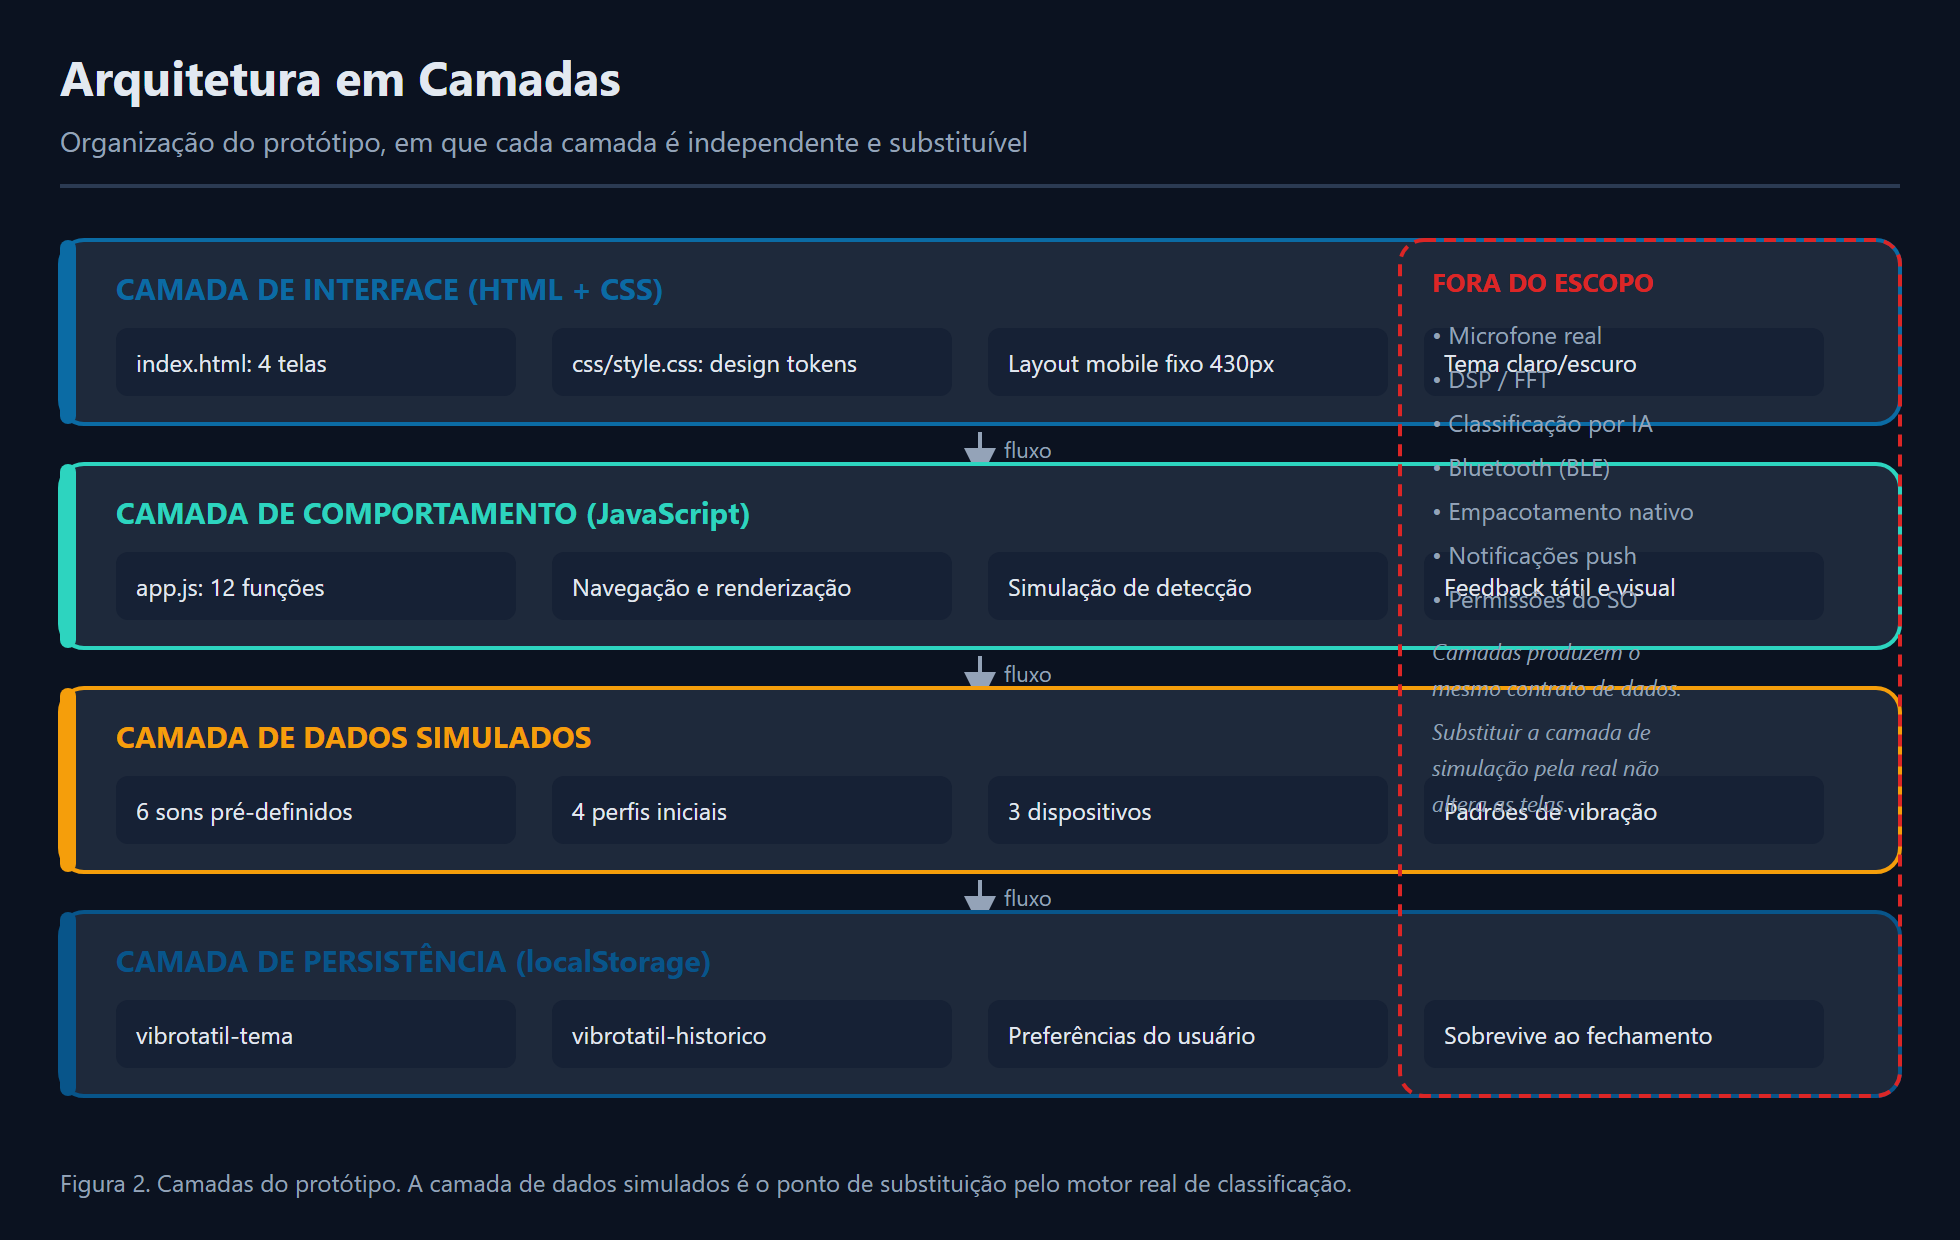 Arquitetura em Camadas
Organização do protótipo, em que cada camada é independente e substituível
CAMADA DE INTERFACE (HTML + CSS)
index.html: 4 telas
css/style.css: design tokens
Layout mobile fixo 430px
Tema claro/escuro
fluxo
CAMADA DE COMPORTAMENTO (JavaScript)
app.js: 12 funções
Navegação e renderização
Simulação de detecção
Feedback tátil e visual
fluxo
CAMADA DE DADOS SIMULADOS
6 sons pré-definidos
4 perfis iniciais
3 dispositivos
Padrões de vibração
fluxo
CAMADA DE PERSISTÊNCIA (localStorage)
vibrotatil-tema
vibrotatil-historico
Preferências do usuário
Sobrevive ao fechamento
FORA DO ESCOPO
• Microfone real
• DSP / FFT
• Classificação por IA
• Bluetooth (BLE)
• Empacotamento nativo
• Notificações push
• Permissões do SO
Camadas produzem o
mesmo contrato de dados.
Substituir a camada de
simulação pela real não
altera as telas.
Figura 2. Camadas do protótipo. A camada de dados simulados é o ponto de substituição pelo motor real de classificação.